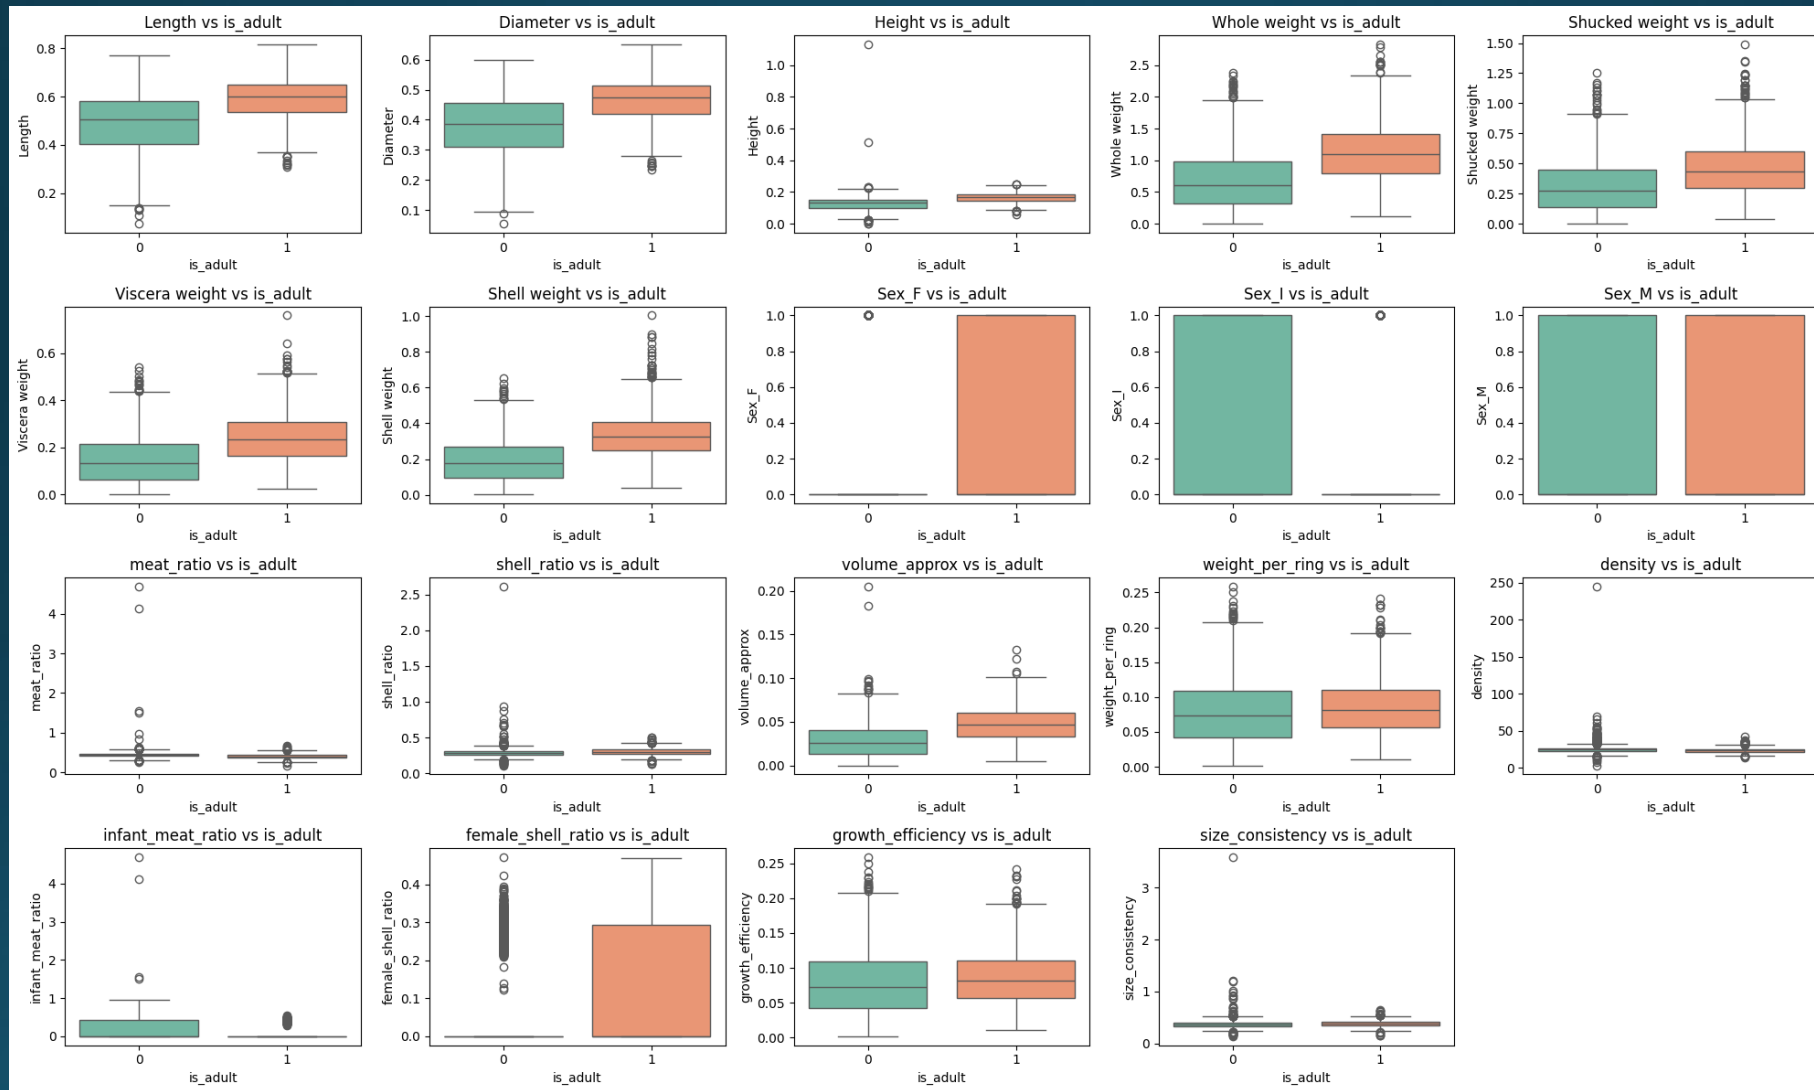 Length vs is_adult
Length
0.8
0.6
0.4
0.2
0 1
is_adult
Diameter vs is_adult
Diameter
0.6
0.5
0.4
0.3
0.2
0.1
0 1
is_adult
Height vs is_adult
Height
1.0
0.8
0.6
0.4
0.2
0.0
0 1
is_adult
Whole weight vs is_adult
Whole weight
2.5
2.0
1.5
1.0
0.5
0.0
0 1
is_adult
Shucked weight vs is_adult
Shucked weight
1.50
1.25
1.00
0.75
0.50
0.25
0.00
0 1
is_adult
Viscera weight vs is_adult
Viscera weight
0.6
0.4
0.2
0.0
0 1
is_adult
Shell weight vs is_adult
Shell weight
1.0
0.8
0.6
0.4
0.2
0.0
0 1
is_adult
Sex_F vs is_adult
Sex_F
1.0
0.8
0.6
0.4
0.2
0.0
0 1
is_adult
Sex_I vs is_adult
Sex_I
1.0
0.8
0.6
0.4
0.2
0.0
0 1
is_adult
Sex_M vs is_adult
Sex_M
1.0
0.8
0.6
0.4
0.2
0.0
0 1
is_adult
meat_ratio vs is_adult
meat_ratio
4
3
2
1
0
0 1
is_adult
shell_ratio vs is_adult
shell_ratio
2.5
2.0
1.5
1.0
0.5
0.0
0 1
is_adult
volume_approx vs is_adult
volume_approx
0.20
0.15
0.10
0.05
0.00
0 1
is_adult
weight_per_ring vs is_adult
weight_per_ring
0.25
0.20
0.15
0.10
0.05
0.00
0 1
is_adult
density vs is_adult
density
250
200
150
100
50
0
0 1
is_adult
infant_meat_ratio vs is_adult
infant_meat_ratio
4
3
2
1
0
0 1
is_adult
female_shell_ratio vs is_adult
female_shell_ratio
0.4
0.3
0.2
0.1
0.0
0 1
is_adult
growth_efficiency vs is_adult
growth_efficiency
0.25
0.20
0.15
0.10
0.05
0.00
0 1
is_adult
size_consistency vs is_adult
size_consistency
3
2
1
0
0 1
is_adult